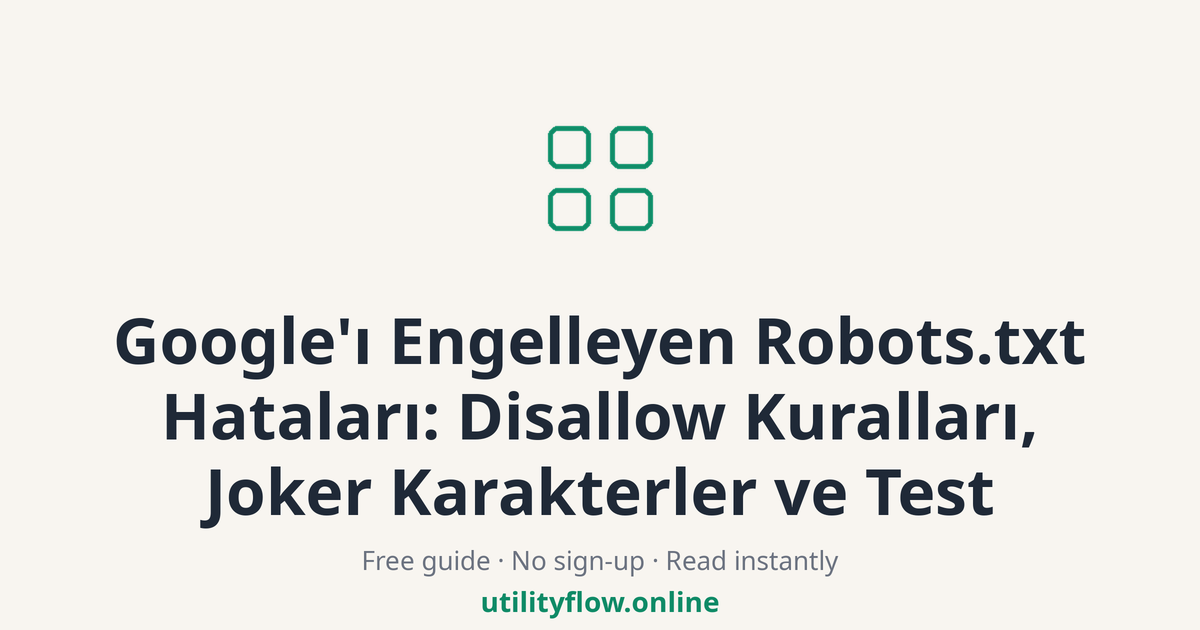 Google'ı Engelleyen Robots.txt
Hataları: Disallow Kuralları,
Joker Karakterler ve Test
Free guide · No sign-up · Read instantly
utilityflow.online